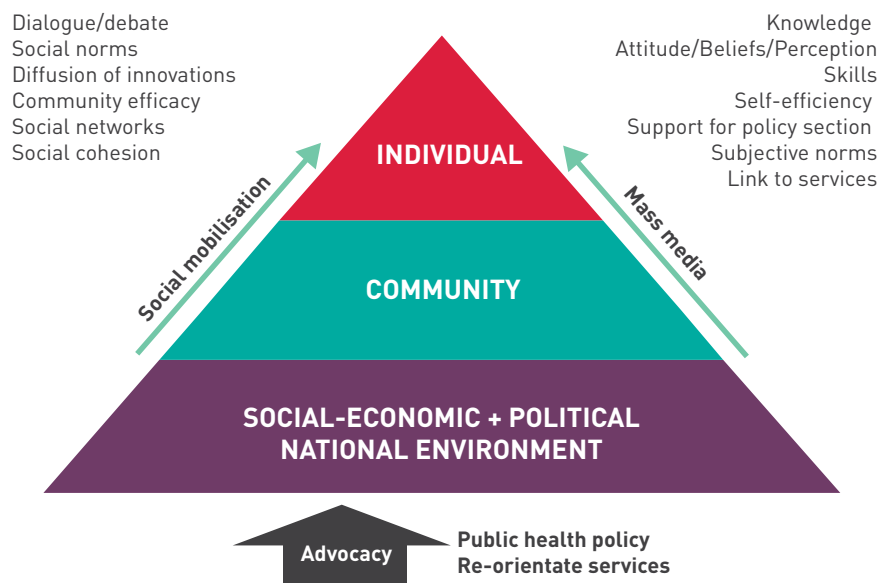 Dialogue/debate
Social norms
Diffusion of innovations
Community efficacy
Social networks
Social cohesion
Knowledge
Attitude/Beliefs/Perception
Skills
Self-efficiency
Support for policy section
Subjective norms
Link to services
Social mobilisation
Mass media
INDIVIDUAL
COMMUNITY
SOCIAL-ECONOMIC + POLITICAL
NATIONAL ENVIRONMENT
Advocacy
Public health policy
Re-orientate services